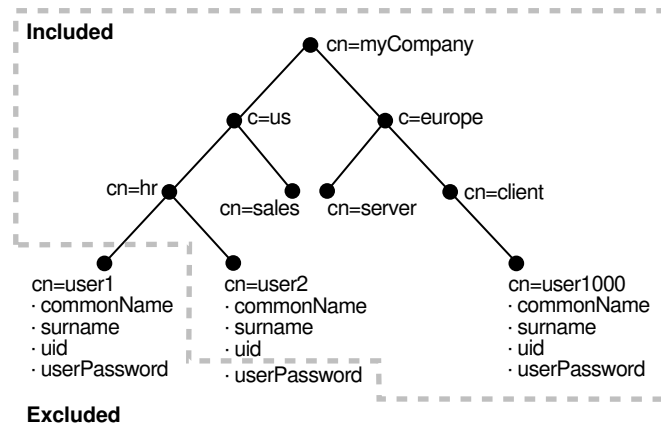 Included
cn=myCompany
c=us
c=europe
cn=hr
cn=sales
cn=server
cn=client
cn=user1
· commonName
· surname
· uid
· userPassword
cn=user2
· commonName
· surname
· uid
· userPassword
cn=user1000
· commonName
· surname
· uid
· userPassword
Excluded